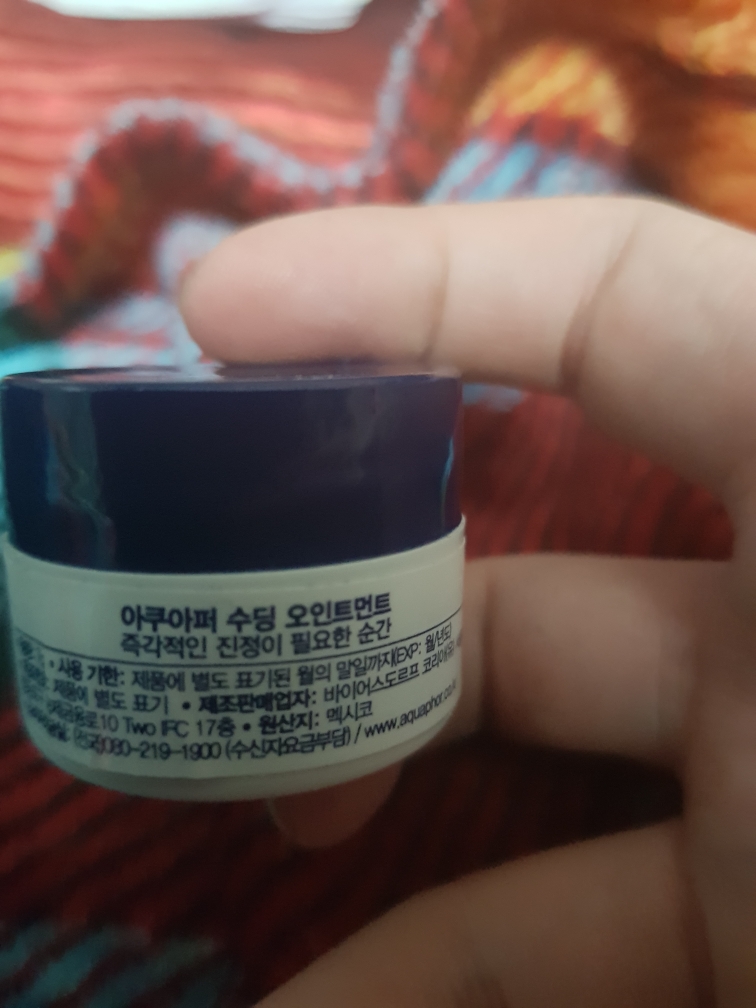 아쿠아퍼 수딩 오인트먼트
즉각적인 진정이 필요한 순간
• 사용 기한: 제품에 별도 표기된 월의 말일까지(EXP: 월/년도)
제품에 별도 표기 • 제조판매업자: 바이어스도르프 코리아(유)
10 Two IFC 17층 • 원산지: 멕시코
080-219-1900 (수신자요금부담) / www.aquaphor.co.k